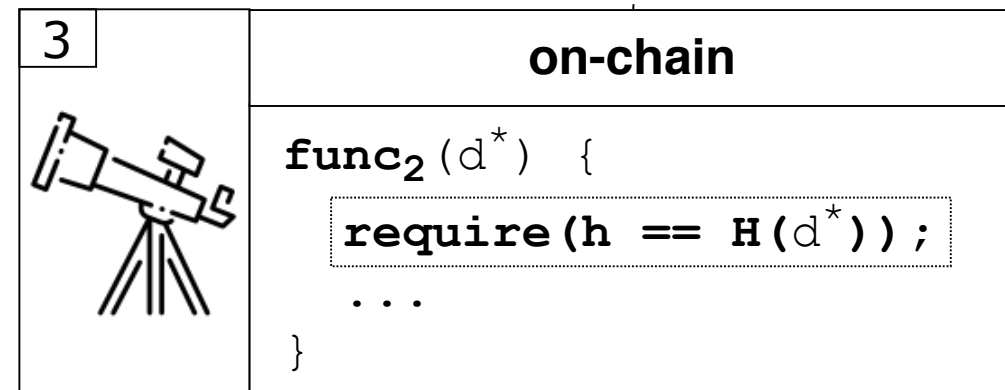 3
on-chain
func₂(d*) {
require(h == H(d*));
...
}